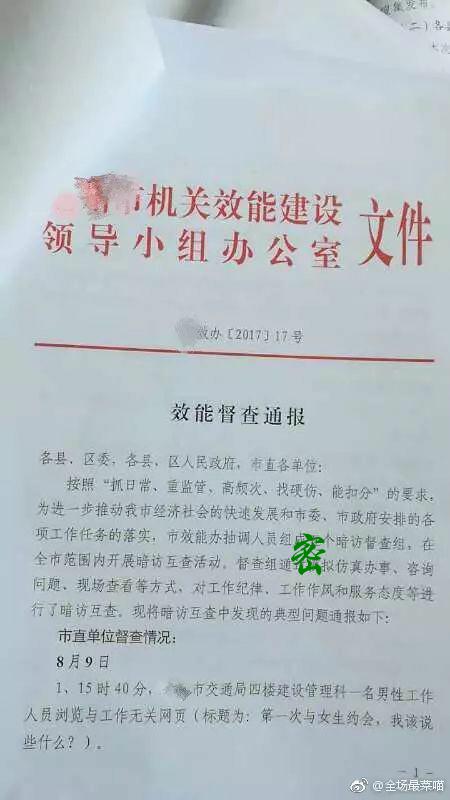 （二）各县
市机关效能建设
领导小组办公室 文件
效办〔2017〕17号
效能督查通报
各县、区委，各县、区人民政府，市直各单位：
按照“抓日常、重监管、高频次、找硬伤、能扣分”的要求，
为进一步推动我市经济社会的快速发展和市委、市政府安排的各
项工作任务的落实，市效能办抽调人员组 个暗访督查组，在
全市范围内开展暗访互查活动。督查组通 拟仿真办事、咨询
问题、现场查看等方式，对工作纪律、工作作风和服务态度等进
行了暗访互查。现将暗访互查中发现的典型问题通报如下：
密
市直单位督查情况：
8月9日
1、15时40分， 市交通局四楼建设管理科一名男性工作
人员浏览与工作无关网页（标题为：第一次与女生约会，我该说
些什么？）。
- 1 -
@全场最菜喵